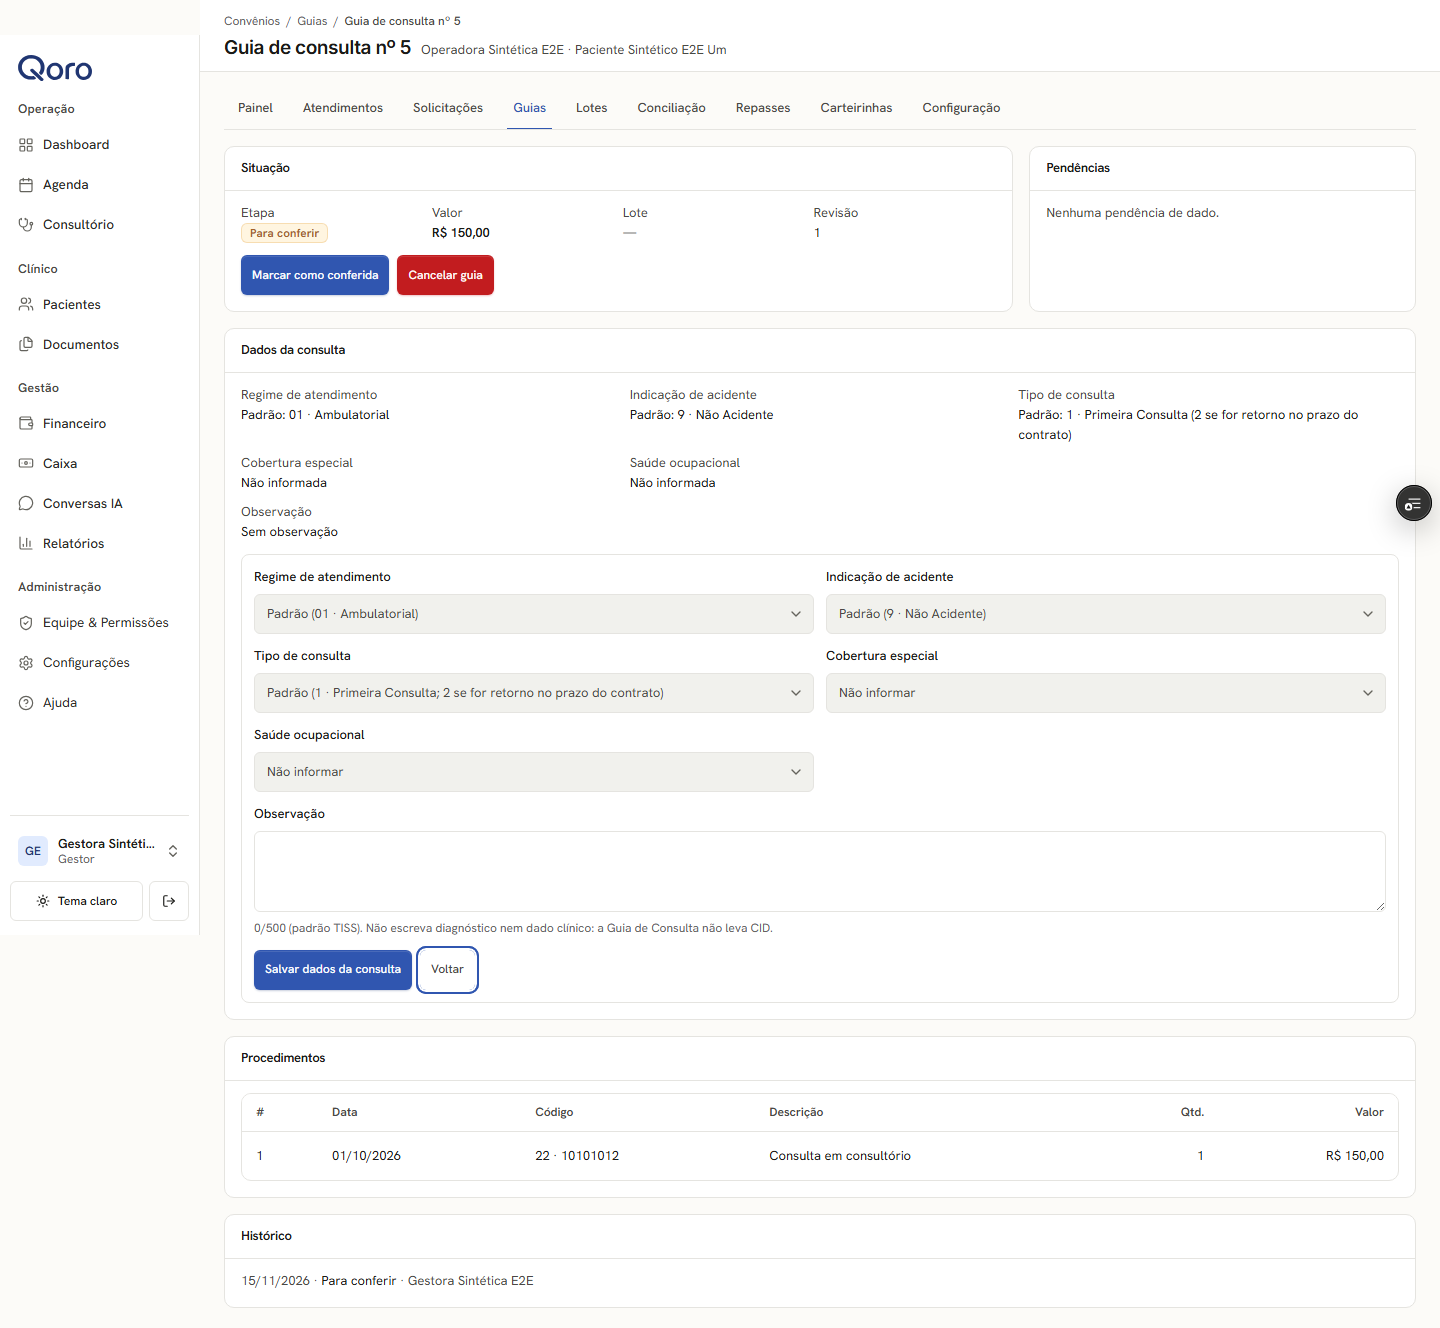 Convênios / Guias / Guia de consulta nº 5
Guia de consulta nº 5 Operadora Sintética E2E · Paciente Sintético E2E Um
Qoro
Operação
Dashboard
Agenda
Consultório
Clínico
Pacientes
Documentos
Gestão
Financeiro
Caixa
Conversas IA
Relatórios
Administração
Equipe & Permissões
Configurações
Ajuda
GE
Gestora Sintéti...
Gestor
Tema claro
Painel Atendimentos Solicitações Guias Lotes Conciliação Repasses Carteirinhas Configuração
Situação
Etapa Valor Lote Revisão
Para conferir R$ 150,00 — 1
Marcar como conferida Cancelar guia
Pendências
Nenhuma pendência de dado.
Dados da consulta
Regime de atendimento
Padrão: 01 · Ambulatorial
Indicação de acidente
Padrão: 9 · Não Acidente
Tipo de consulta
Padrão: 1 · Primeira Consulta (2 se for retorno no prazo do
contrato)
Cobertura especial
Não informada
Saúde ocupacional
Não informada
Observação
Sem observação
Regime de atendimento
Padrão (01 · Ambulatorial)
Indicação de acidente
Padrão (9 · Não Acidente)
Tipo de consulta
Padrão (1 · Primeira Consulta; 2 se for retorno no prazo do contrato)
Cobertura especial
Não informar
Saúde ocupacional
Não informar
Observação
0/500 (padrão TISS). Não escreva diagnóstico nem dado clínico: a Guia de Consulta não leva CID.
Salvar dados da consulta Voltar
Procedimentos
# Data Código Descrição Qtd. Valor
1 01/10/2026 22 · 10101012 Consulta em consultório 1 R$ 150,00
Histórico
15/11/2026 · Para conferir · Gestora Sintética E2E